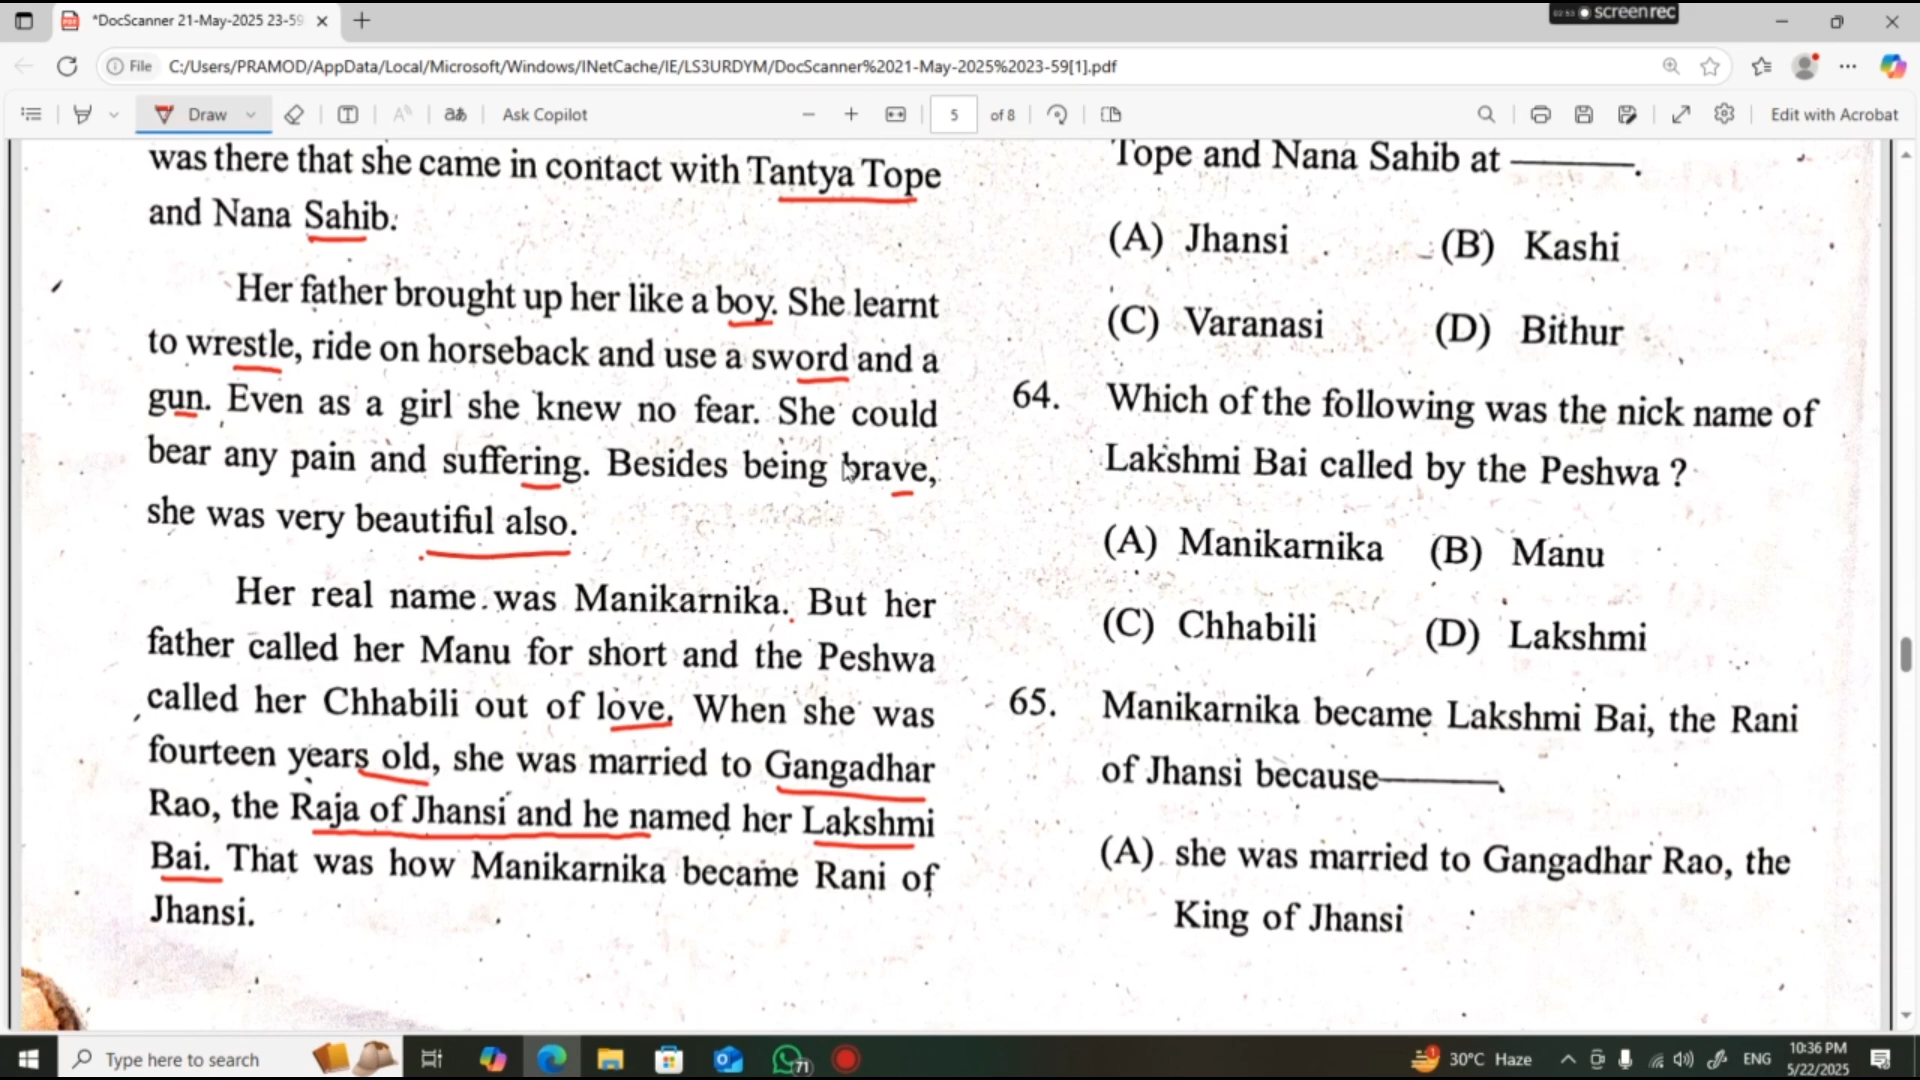 *DocScanner 21-May-2025 23-59
02:53
screenrec
File
C:/Users/PRAMOD/AppData/Local/Microsoft/Windows/INetCache/IE/LS3URDYM/DocScanner%2021-May-2025%2023-59[1].pdf
Draw
Ask Copilot
5 of 8
Edit with Acrobat
was there that she came in contact with Tantya Tope
and Nana Sahib.
Her father brought up her like a boy. She learnt
to wrestle, ride on horseback and use a sword and a
gun. Even as a girl she knew no fear. She could
bear any pain and suffering. Besides being brave,
she was very beautiful also.
Her real name was Manikarnika. But her
father called her Manu for short and the Peshwa
called her Chhabili out of love. When she was
fourteen years old, she was married to Gangadhar
Rao, the Raja of Jhansi and he named her Lakshmi
Bai. That was how Manikarnika became Rani of
Jhansi.
Tope and Nana Sahib at ———.
(A) Jhansi (B) Kashi
(C) Varanasi (D) Bithur
64. Which of the following was the nick name of
Lakshmi Bai called by the Peshwa ?
(A) Manikarnika (B) Manu
(C) Chhabili (D) Lakshmi
65. Manikarnika became Lakshmi Bai, the Rani
of Jhansi because———.
(A) she was married to Gangadhar Rao, the
King of Jhansi
Type here to search
71
30°C Haze
ENG
10:36 PM
5/22/2025